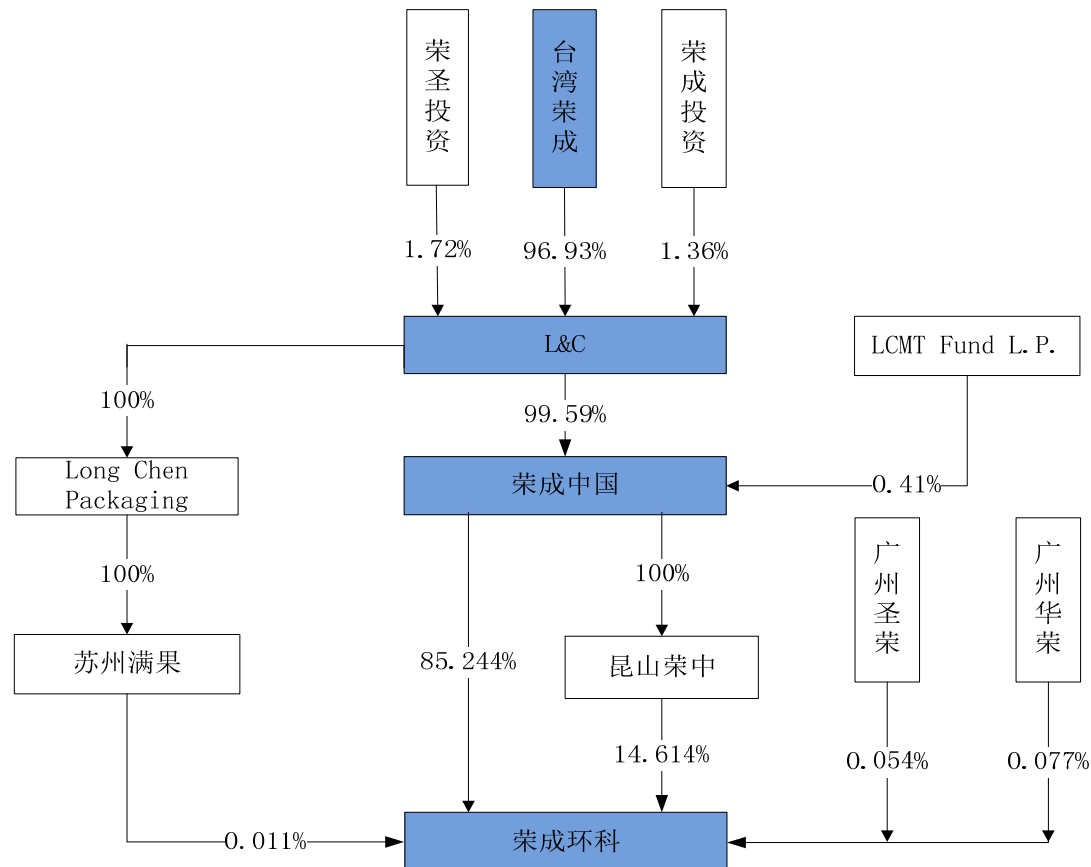 荣圣投资
台湾荣成
荣成投资
1.72%
96.93%
1.36%
L&C
LCMT Fund L.P.
100%
99.59%
Long Chen
Packaging
荣成中国
0.41%
100%
100%
广州圣荣
广州华荣
苏州满果
85.244%
昆山荣中
14.614%
0.054%
0.077%
0.011%
荣成环科